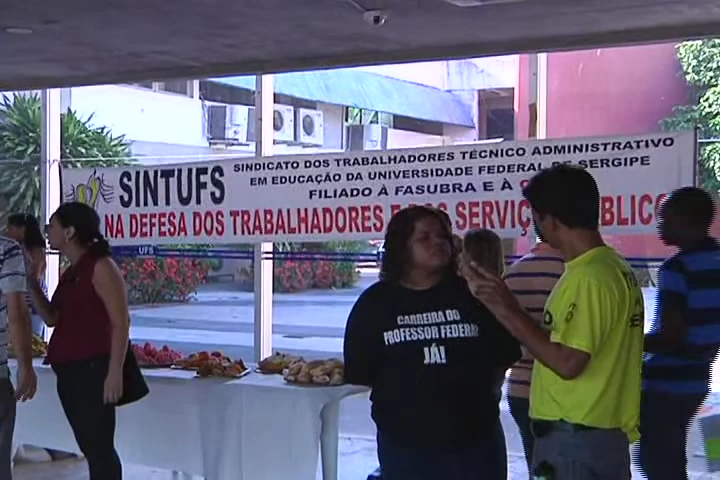 SINTUFS
SINDICATO DOS TRABALHADORES TÉCNICO ADMINISTRATIVO
EM EDUCAÇÃO DA UNIVERSIDADE FEDERAL DE SERGIPE
FILIADO À FASUBRA E À
NA DEFESA DOS TRABALHADORES E DOS
UFS
CARREIRA DO
PROFESSOR FEDERAL
JÁ!